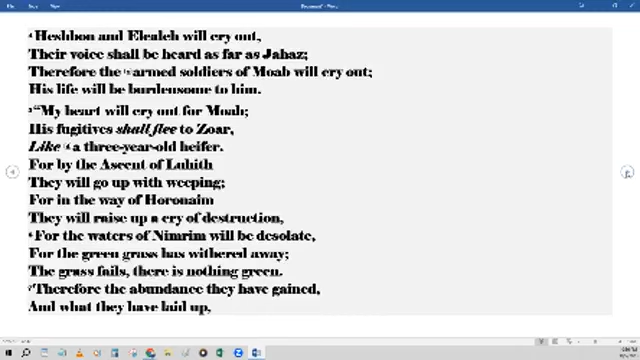 4 Heshbon and Elealeh will cry out,
Their voice shall be heard as far as Jahaz;
Therefore the armed soldiers of Moab will cry out;
His life will be burdensome to him.
5 "My heart will cry out for Moab;
His fugitives shall flee to Zoar,
Like a three-year-old heifer.
For by the Ascent of Luhith
They will go up with weeping;
For in the way of Horonaim
They will raise up a cry of destruction,
6 For the waters of Nimrim will be desolate,
For the green grass has withered away;
The grass fails, there is nothing green.
7 Therefore the abundance they have gained,
And what they have laid up,